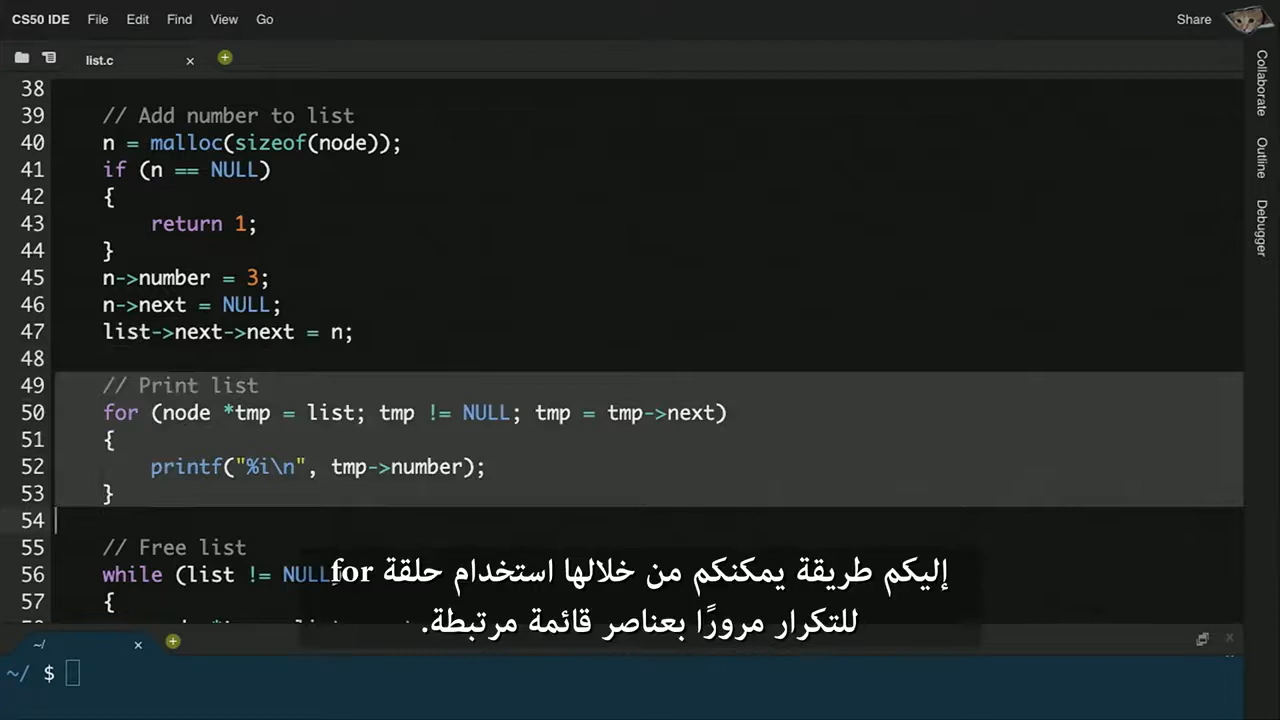 CS50 IDE File Edit Find View Go Share
list.c
Collaborate
Outline
Debugger
38
39 // Add number to list
40 n = malloc(sizeof(node));
41 if (n == NULL)
42 {
43 return 1;
44 }
45 n->number = 3;
46 n->next = NULL;
47 list->next->next = n;
48
49 // Print list
50 for (node *tmp = list; tmp != NULL; tmp = tmp->next)
51 {
52 printf("%i\n", tmp->number);
53 }
54
55 // Free list
56 while (list != NULL)
57 {
إليكم طريقة يمكنكم من خلالها استخدام حلقة for
للتكرار مرورًا بعناصر قائمة مرتبطة.
~/
~/ $